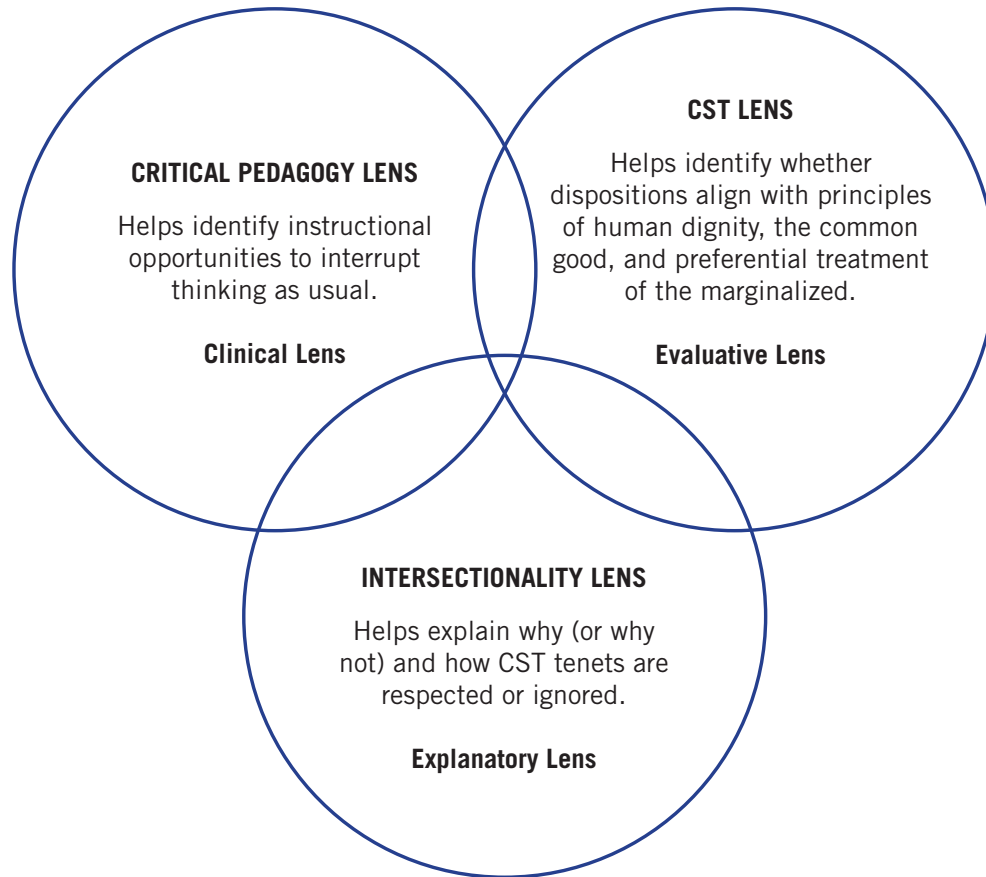 CRITICAL PEDAGOGY LENS
Helps identify instructional
opportunities to interrupt
thinking as usual.
Clinical Lens
CST LENS
Helps identify whether
dispositions align with principles
of human dignity, the common
good, and preferential treatment
of the marginalized.
Evaluative Lens
INTERSECTIONALITY LENS
Helps explain why (or why
not) and how CST tenets are
respected or ignored.
Explanatory Lens